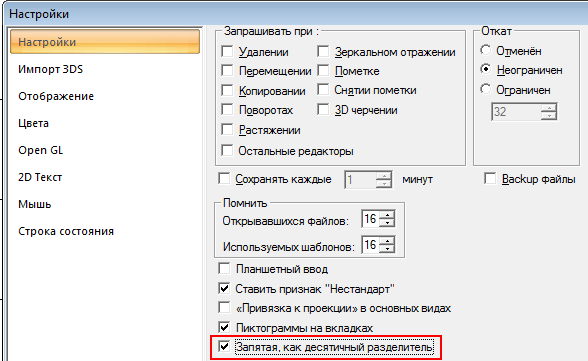 Настройки
Настройки
Импорт 3DS
Отображение
Цвета
Open GL
2D Текст
Мышь
Строка состояния
Запрашивать при :
Удалении
Зеркальном отражении
Перемещении
Пометке
Копировании
Снятии пометки
Поворотах
3D черчении
Растяжении
Остальные редакторы
Откат
Отменён
Неограничен
Ограничен
32
Сохранять каждые 1 минут
Backup файлы
Помнить
Открывавшихся файлов: 16
Используемых шаблонов: 16
Планшетный ввод
Ставить признак "Нестандарт"
«Привязка к проекции» в основных видах
Пиктограммы на вкладках
Запятая, как десятичный разделитель